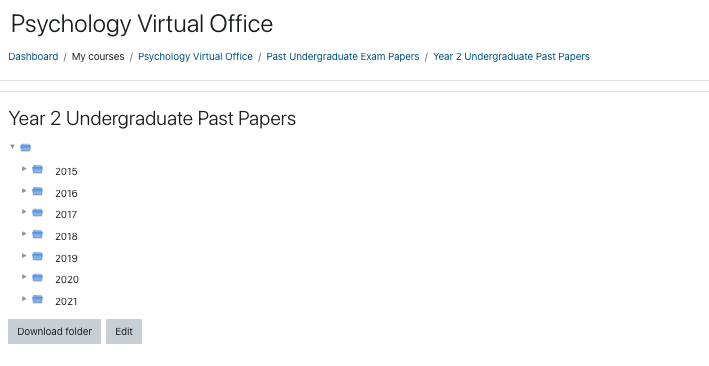 Psychology Virtual Office
Dashboard / My courses / Psychology Virtual Office / Past Undergraduate Exam Papers / Year 2 Undergraduate Past Papers
Year 2 Undergraduate Past Papers
2015
2016
2017
2018
2019
2020
2021
Download folder Edit